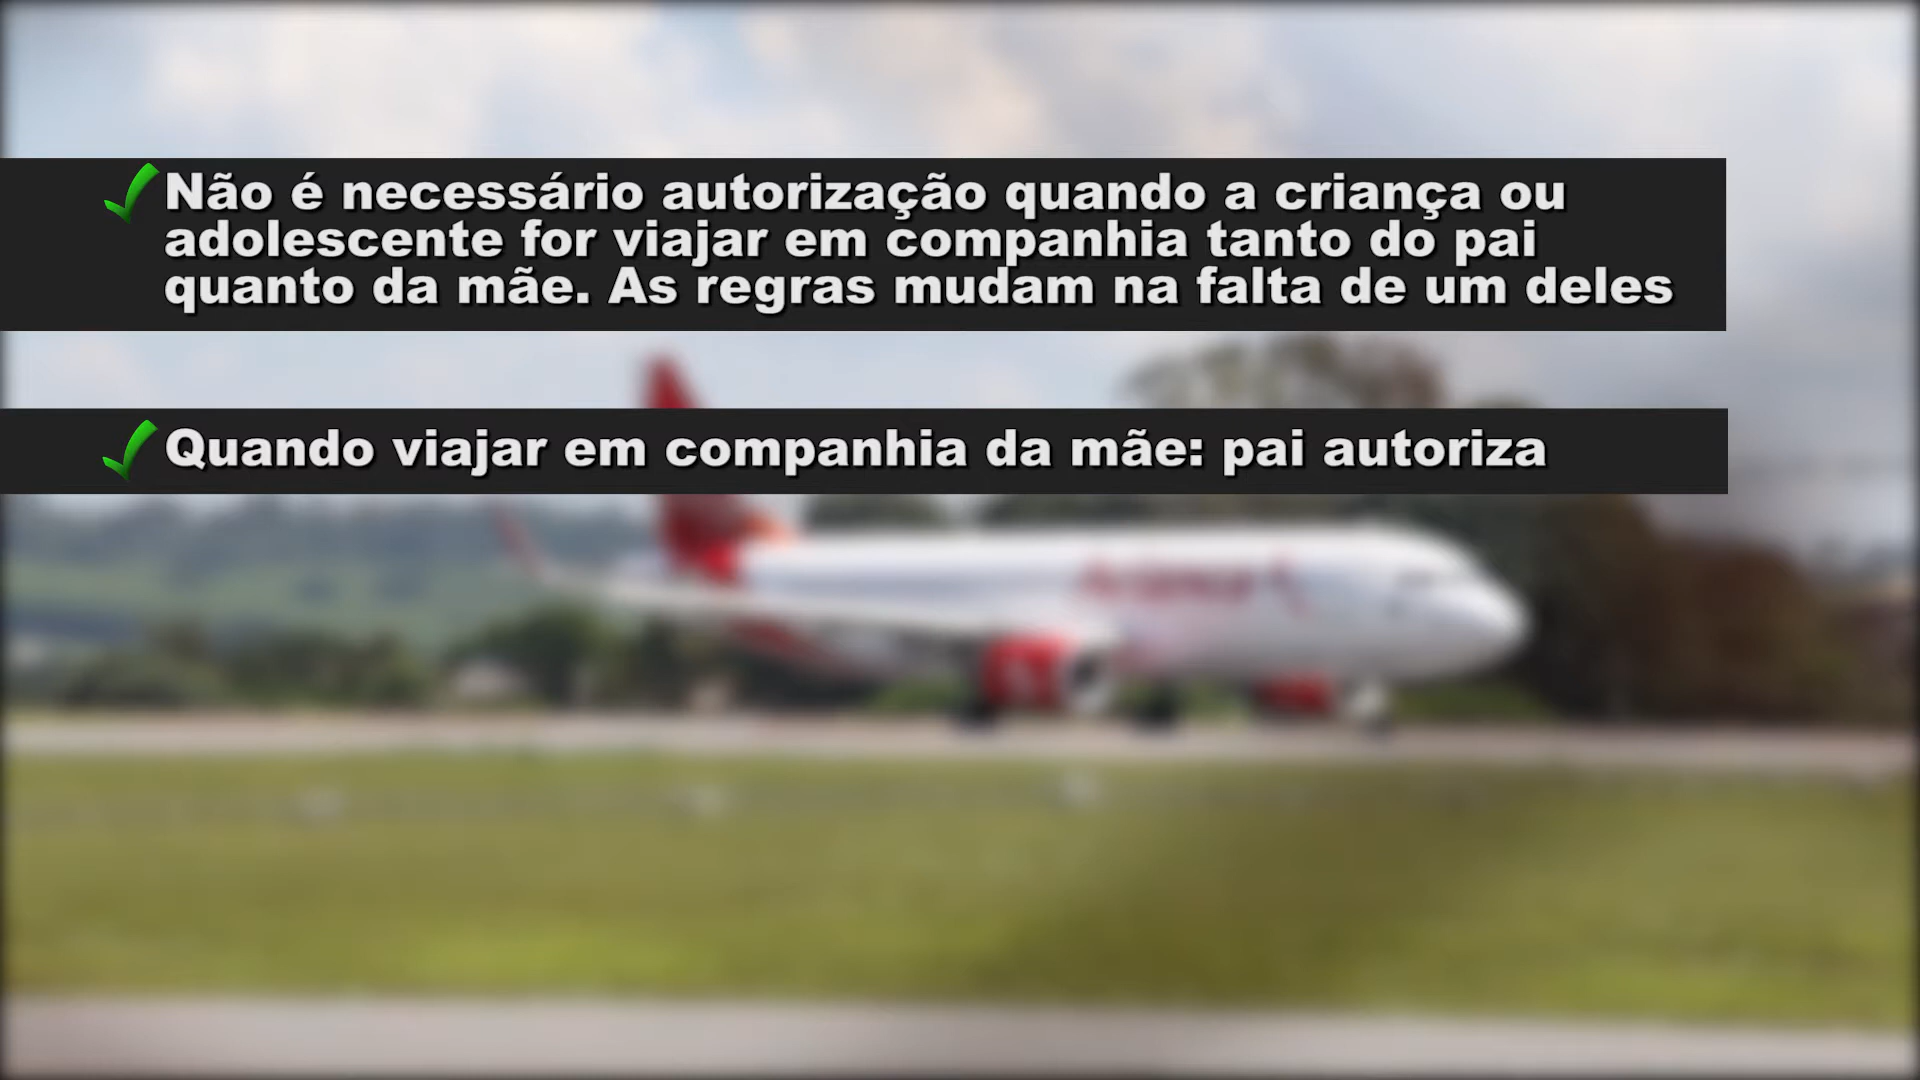 Não é necessário autorização quando a criança ou
adolescente for viajar em companhia tanto do pai
quanto da mãe. As regras mudam na falta de um deles
Quando viajar em companhia da mãe: pai autoriza